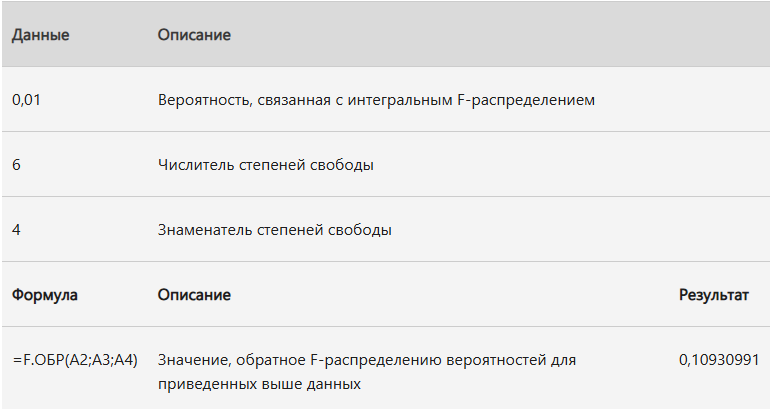 Данные Описание
0,01 Вероятность, связанная с интегральным F-распределением
6 Числитель степеней свободы
4 Знаменатель степеней свободы
Формула Описание Результат
=F.ОБР(A2;A3;A4) Значение, обратное F-распределению вероятностей для 0,10930991
приведенных выше данных